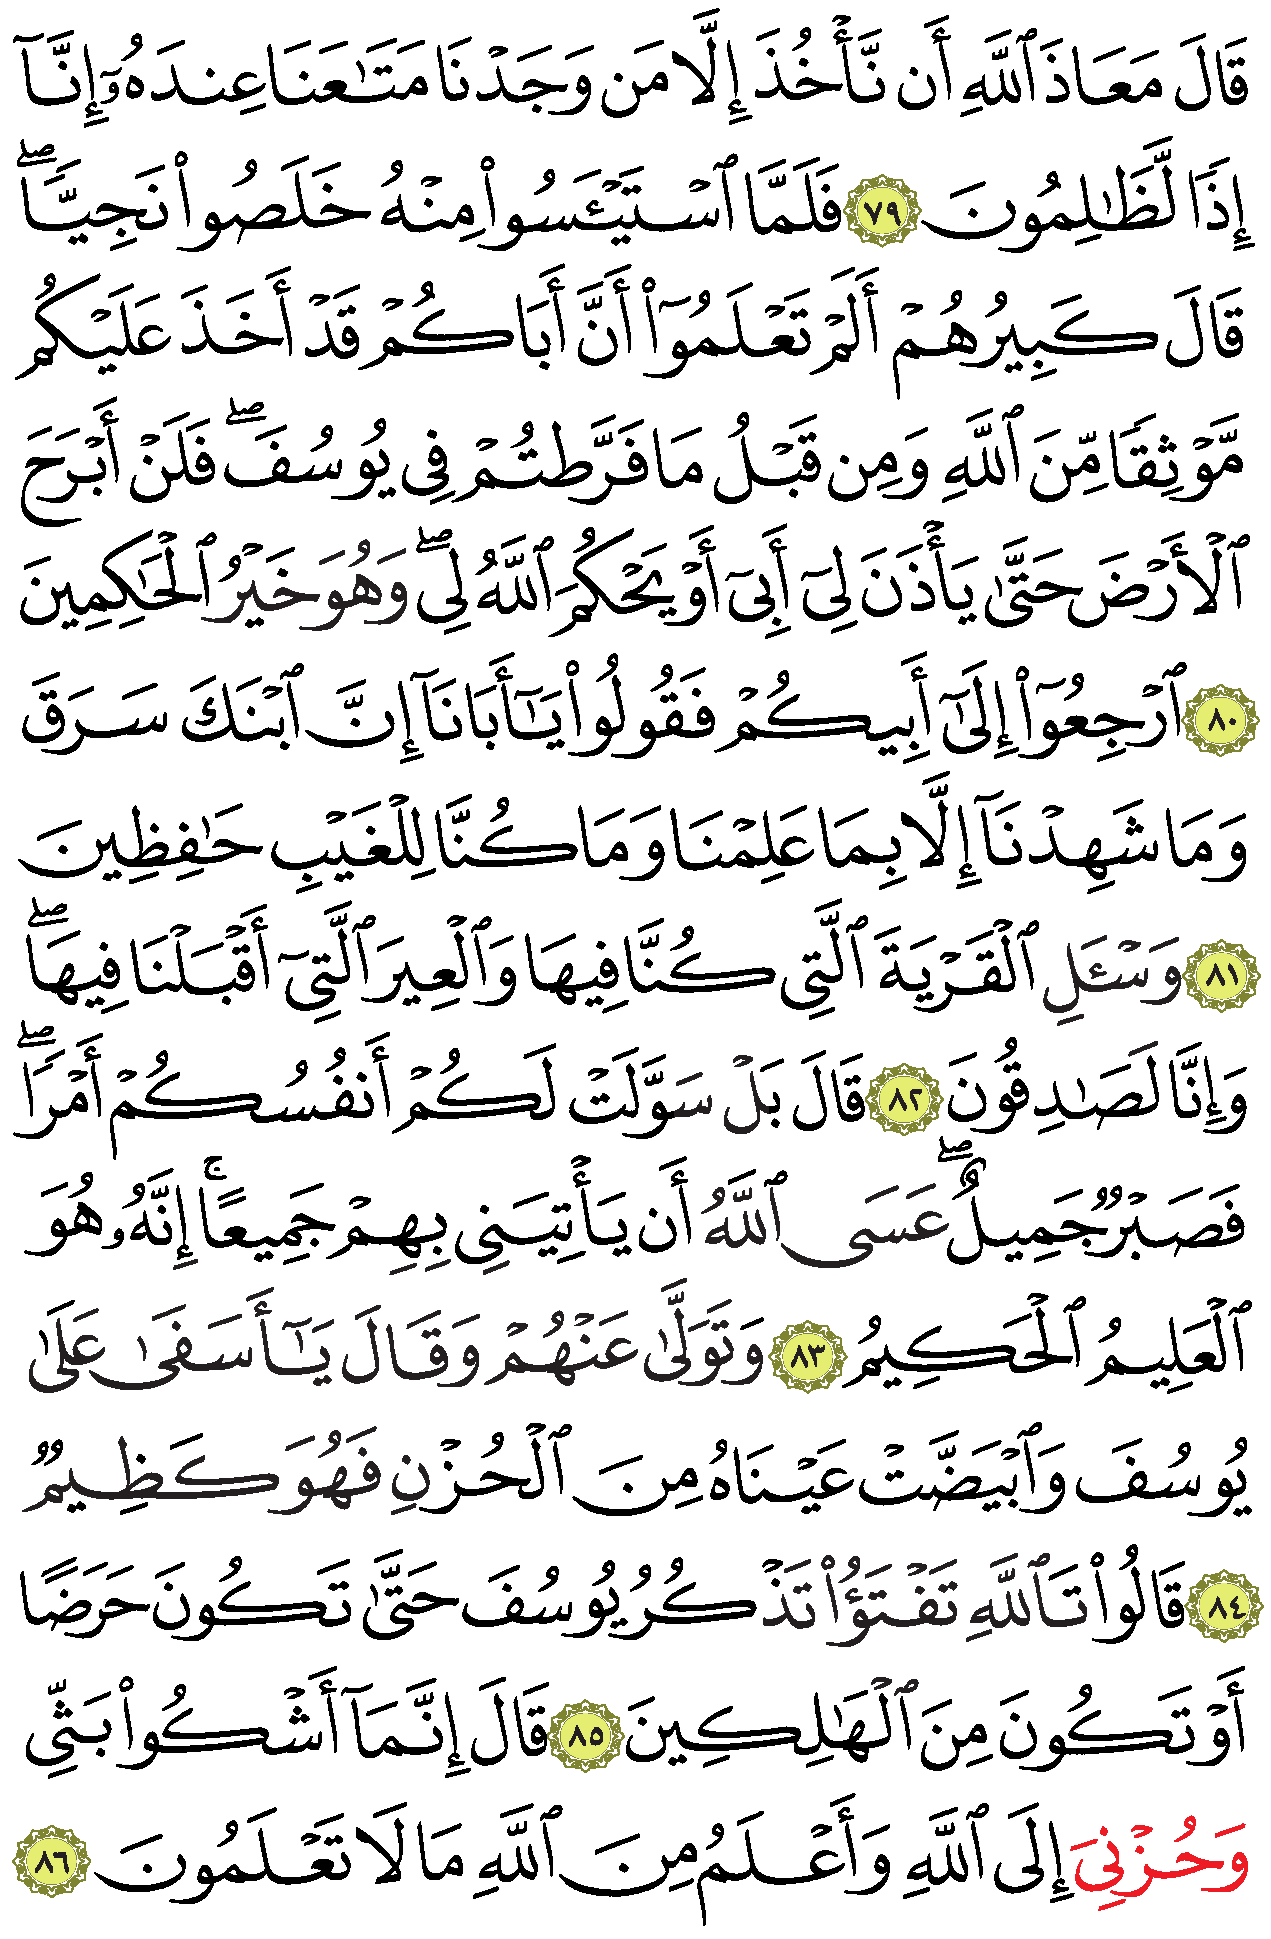 قَالَ مَعَاذَ ٱللَّهِ أَن نَّأْخُذَ إِلَّا مَن وَجَدْنَا مَتَـٰعَنَا عِندَهُۥٓ إِنَّآ
إِذًا لَّظَـٰلِمُونَ ٧٩ فَلَمَّا ٱسْتَيْـَٔسُوا۟ مِنْهُ خَلَصُوا۟ نَجِيًّا ۖ
قَالَ كَبِيرُهُمْ أَلَمْ تَعْلَمُوٓا۟ أَنَّ أَبَاكُمْ قَدْ أَخَذَ عَلَيْكُم
مَّوْثِقًا مِّنَ ٱللَّهِ وَمِن قَبْلُ مَا فَرَّطتُمْ فِى يُوسُفَ ۖ فَلَنْ أَبْرَحَ
ٱلْأَرْضَ حَتَّىٰ يَأْذَنَ لِىٓ أَبِىٓ أَوْ يَحْكُمَ ٱللَّهُ لِى ۖ وَهُوَ خَيْرُ ٱلْحَـٰكِمِينَ
٨٠ ٱرْجِعُوٓا۟ إِلَىٰٓ أَبِيكُمْ فَقُولُوا۟ يَـٰٓأَبَانَآ إِنَّ ٱبْنَكَ سَرَقَ
وَمَا شَهِدْنَآ إِلَّا بِمَا عَلِمْنَا وَمَا كُنَّا لِلْغَيْبِ حَـٰفِظِينَ
٨١ وَسْـَٔلِ ٱلْقَرْيَةَ ٱلَّتِى كُنَّا فِيهَا وَٱلْعِيرَ ٱلَّتِىٓ أَقْبَلْنَا فِيهَا ۖ
وَإِنَّا لَصَـٰدِقُونَ ٨٢ قَالَ بَلْ سَوَّلَتْ لَكُمْ أَنفُسُكُمْ أَمْرًا ۖ
فَصَبْرٌ جَمِيلٌ ۖ عَسَى ٱللَّهُ أَن يَأْتِيَنِى بِهِمْ جَمِيعًا ۚ إِنَّهُۥ هُوَ
ٱلْعَلِيمُ ٱلْحَكِيمُ ٨٣ وَتَوَلَّىٰ عَنْهُمْ وَقَالَ يَـٰٓأَسَفَىٰ عَلَىٰ
يُوسُفَ وَٱبْيَضَّتْ عَيْنَاهُ مِنَ ٱلْحُزْنِ فَهُوَ كَظِيمٌ
٨٤ قَالُوا۟ تَٱللَّهِ تَفْتَؤُا۟ تَذْكُرُ يُوسُفَ حَتَّىٰ تَكُونَ حَرَضًا
أَوْ تَكُونَ مِنَ ٱلْهَـٰلِكِينَ ٨٥ قَالَ إِنَّمَآ أَشْكُوا۟ بَثِّى
وَحُزْنِىٓ إِلَى ٱللَّهِ وَأَعْلَمُ مِنَ ٱللَّهِ مَا لَا تَعْلَمُونَ ٨٦